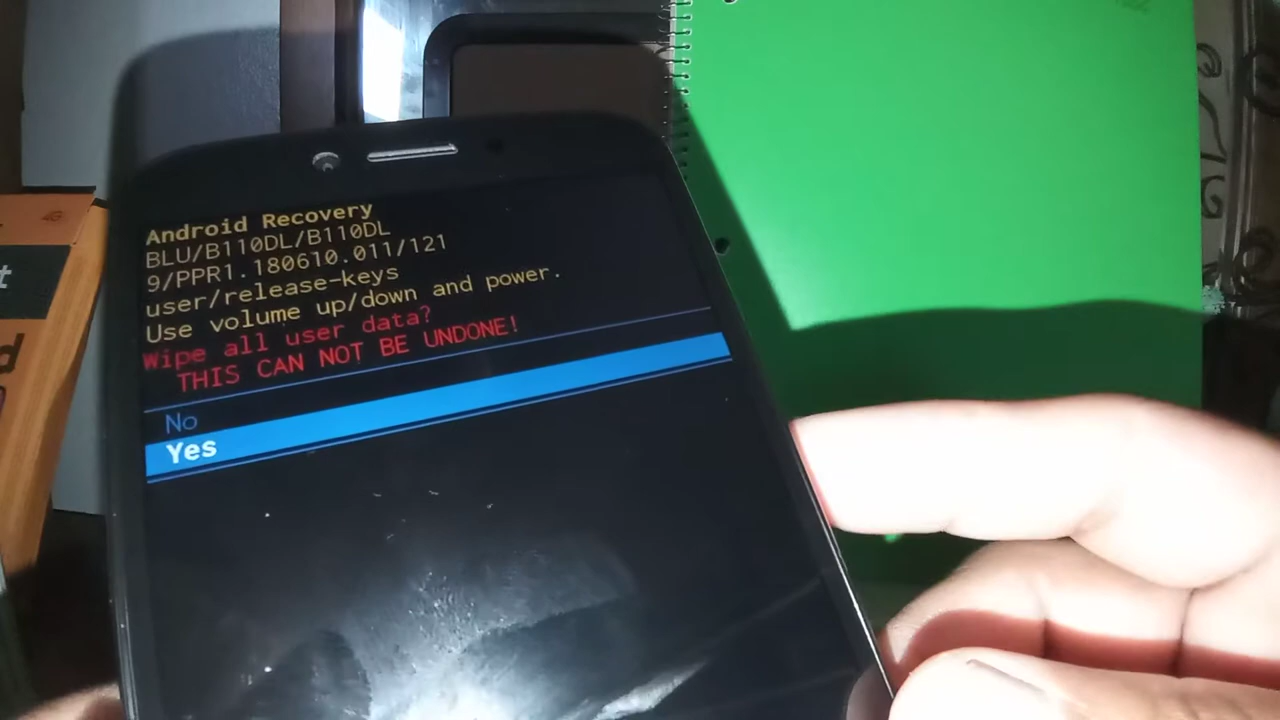 Android Recovery
BLU/B110DL/B110DL
9/PPR1.180610.011/121
user/release-keys
Use volume up/down and power.
Wipe all user data?
THIS CAN NOT BE UNDONE!
No
Yes
4G
t
d